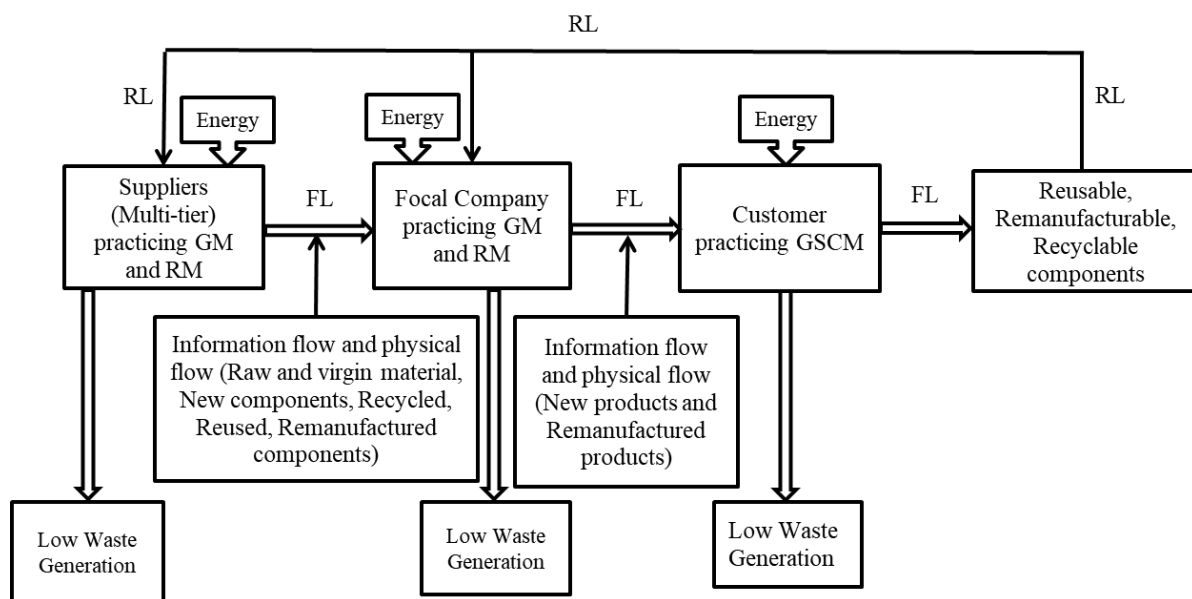 RL
RL
RL
Energy
Energy
Energy
Suppliers
(Multi-tier)
practicing GM
and RM
FL
Focal Company
practicing GM
and RM
FL
Customer
practicing GSCM
FL
Reusable,
Remanufacturable,
Recyclable
components
Information flow and physical
flow (Raw and virgin material,
New components, Recycled,
Reused, Remanufactured
components)
Information flow
and physical flow
(New products and
Remanufactured
products)
Low Waste
Generation
Low Waste
Generation
Low Waste
Generation